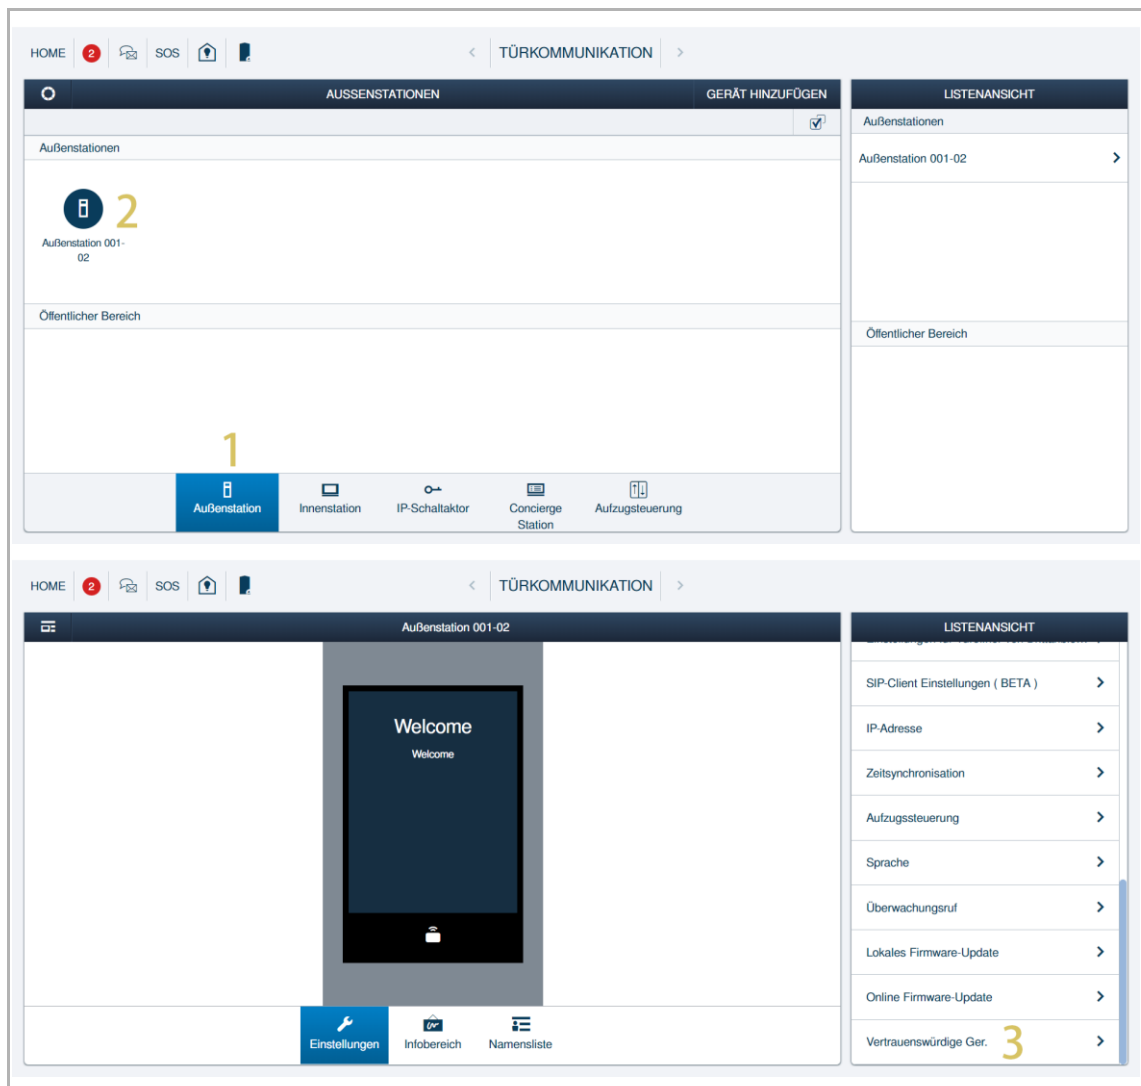 HOME 2 SOS < TÜRKOMMUNIKATION >
AUSSENSTATIONEN GERÄT HINZUFÜGEN
Außenstationen
2
Außenstation 001-
02
Öffentlicher Bereich
1
Außenstation Innenstation IP-Schaltaktor Concierge Station Aufzugsteuerung
LISTENANSICHT
Außenstationen
Außenstation 001-02
Öffentlicher Bereich
HOME 2 SOS < TÜRKOMMUNIKATION >
Außenstation 001-02
Welcome
Welcome
Einstellungen Infobereich Namensliste
LISTENANSICHT
SIP-Client Einstellungen ( BETA )
IP-Adresse
Zeitsynchronisation
Aufzugssteuerung
Sprache
Überwachungsruf
Lokales Firmware-Update
Online Firmware-Update
Vertrauenswürdige Ger. 3